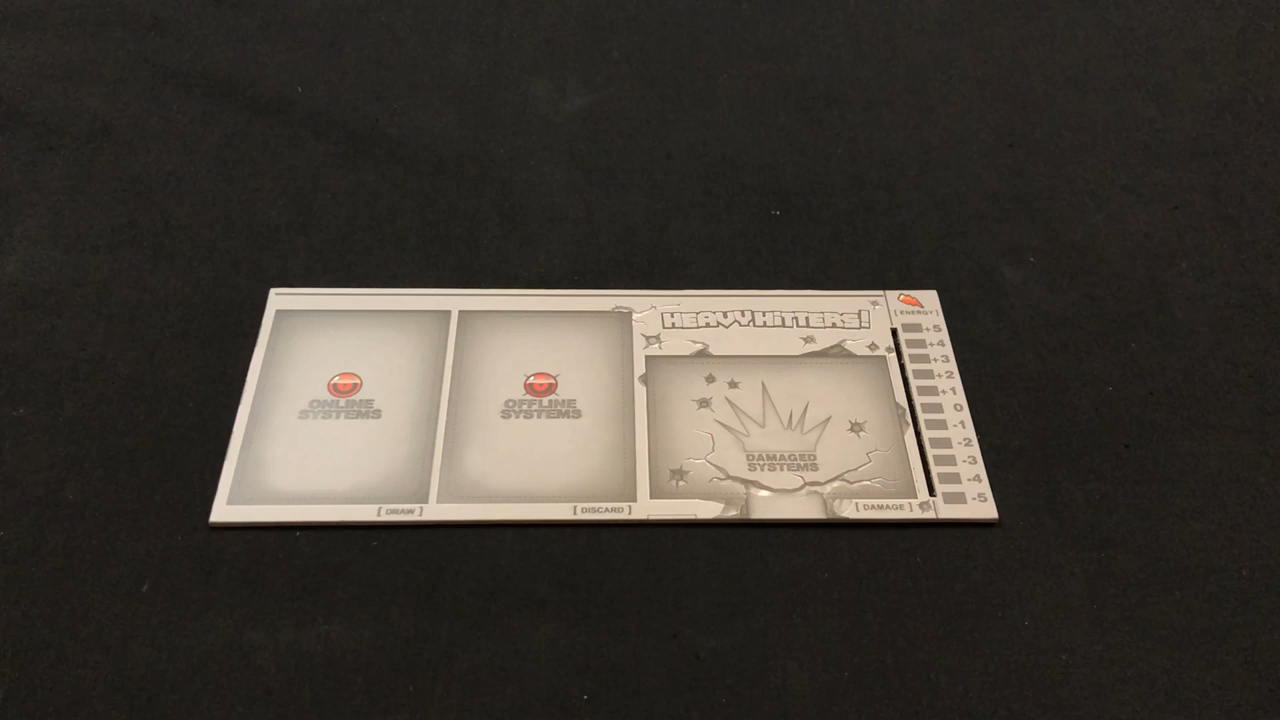 HEAVY HiTTERS!
[ ENERGY ]
+5
+4
+3
+2
+1
0
-1
-2
-3
-4
-5
ONLINE
SYSTEMS
OFFLINE
SYSTEMS
DAMAGED
SYSTEMS
[ DRAW ]
[ DISCARD ]
[ DAMAGE ]